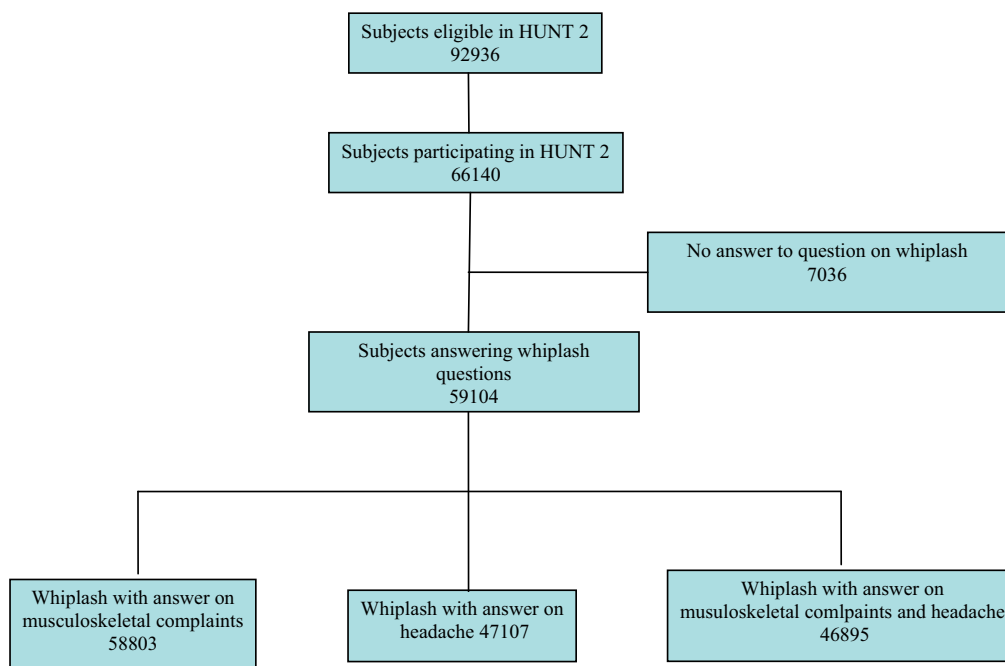 Subjects eligible in HUNT 2
92936
Subjects participating in HUNT 2
66140
No answer to question on whiplash
7036
Subjects answering whiplash
questions
59104
Whiplash with answer on
musculoskeletal complaints
58803
Whiplash with answer on
headache 47107
Whiplash with answer on
musuloskeletal comlpaints and headache
46895